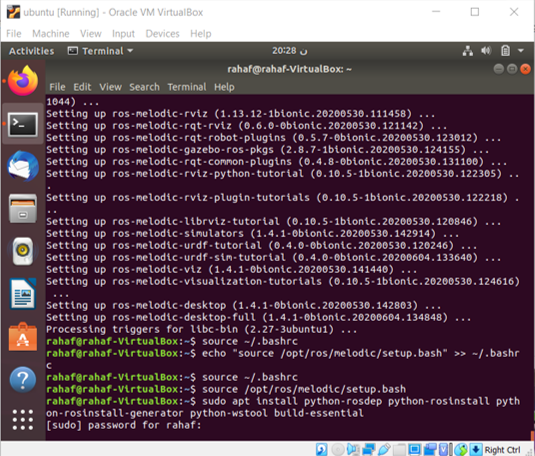 ubuntu [Running] - Oracle VM VirtualBox
File Machine View Input Devices Help
Activities Terminal 20:28 ن
rahaf@rahaf-VirtualBox: ~
File Edit View Search Terminal Help
1044) ...
Setting up ros-melodic-rviz (1.13.12-1bionic.20200530.111458) ...
Setting up ros-melodic-rqt-rviz (0.6.0-0bionic.20200530.121142) ...
Setting up ros-melodic-rqt-robot-plugins (0.5.7-0bionic.20200530.123012) ...
Setting up ros-melodic-gazebo-ros-pkgs (2.8.7-1bionic.20200530.124155) ...
Setting up ros-melodic-rqt-common-plugins (0.4.8-0bionic.20200530.131100) ...
Setting up ros-melodic-rviz-python-tutorial (0.10.5-1bionic.20200530.122305) ..
.
Setting up ros-melodic-rviz-plugin-tutorials (0.10.5-1bionic.20200530.122218) .
..
Setting up ros-melodic-librviz-tutorial (0.10.5-1bionic.20200530.120846) ...
Setting up ros-melodic-simulators (1.4.1-0bionic.20200530.142914) ...
Setting up ros-melodic-urdf-tutorial (0.4.0-0bionic.20200530.120246) ...
Setting up ros-melodic-urdf-sim-tutorial (0.4.0-0bionic.20200604.133640) ...
Setting up ros-melodic-viz (1.4.1-0bionic.20200530.141440) ...
Setting up ros-melodic-visualization-tutorials (0.10.5-1bionic.20200530.124616)
 ...
Setting up ros-melodic-desktop (1.4.1-0bionic.20200530.142803) ...
Setting up ros-melodic-desktop-full (1.4.1-0bionic.20200604.134848) ...
Processing triggers for libc-bin (2.27-3ubuntu1) ...
rahaf@rahaf-VirtualBox:~$ source ~/.bashrc
rahaf@rahaf-VirtualBox:~$ echo "source /opt/ros/melodic/setup.bash" >> ~/.bashr
c
rahaf@rahaf-VirtualBox:~$ source ~/.bashrc
rahaf@rahaf-VirtualBox:~$ source /opt/ros/melodic/setup.bash
rahaf@rahaf-VirtualBox:~$ sudo apt install python-rosdep python-rosinstall pyth
on-rosinstall-generator python-wstool build-essential
[sudo] password for rahaf:
Right Ctrl